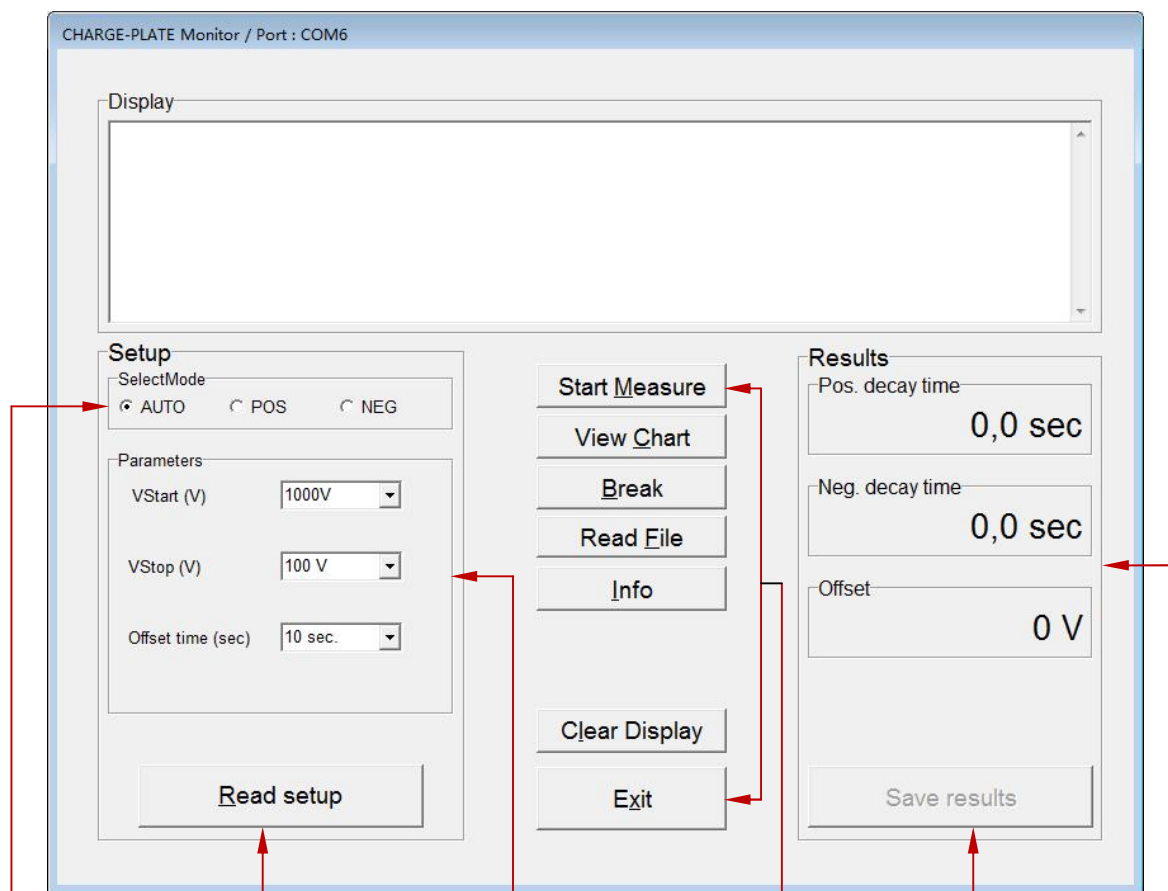 CHARGE-PLATE Monitor / Port : COM6
Display
Setup
SelectMode
AUTO POS NEG
Parameters
VStart (V) 1000V
VStop (V) 100 V
Offset time (sec) 10 sec.
Read setup
Start Measure
View Chart
Break
Read File
Info
Clear Display
Exit
Results
Pos. decay time
0,0 sec
Neg. decay time
0,0 sec
Offset
0 V
Save results